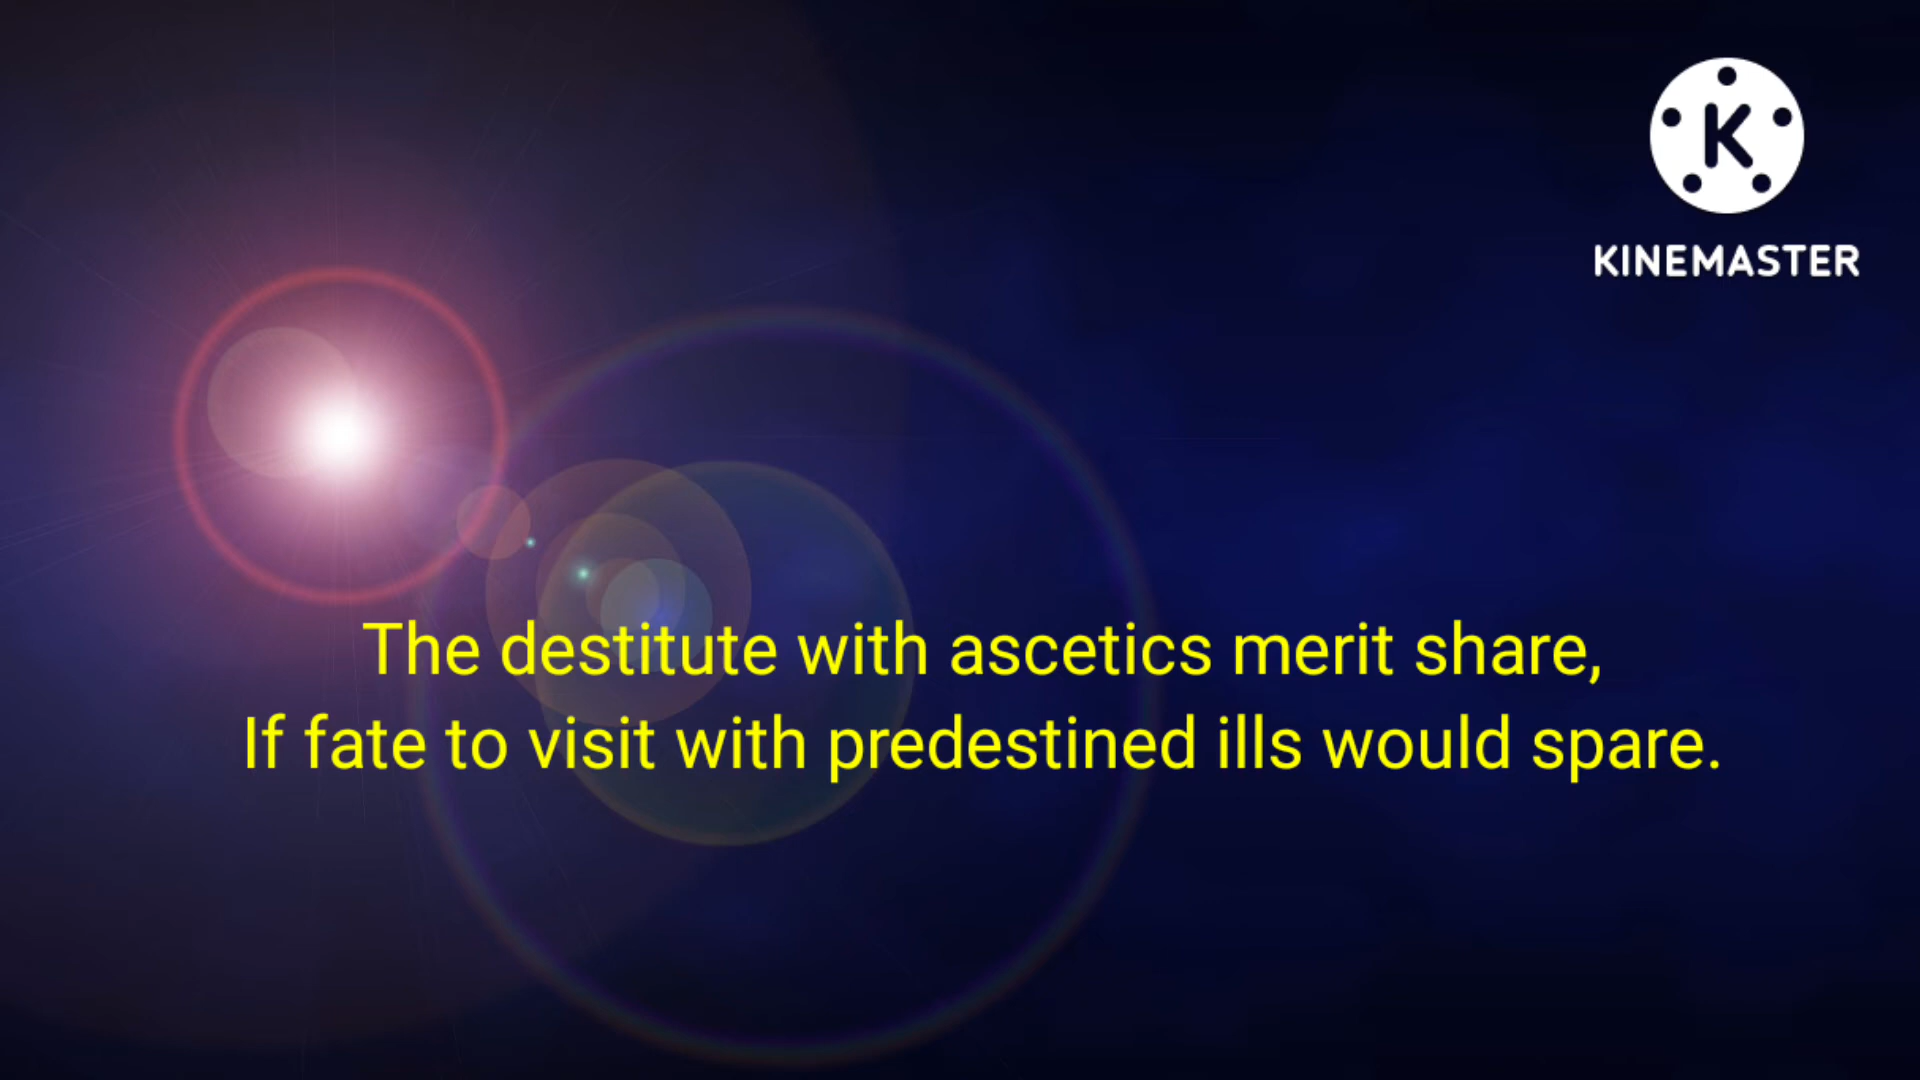 KINEMASTER
The destitute with ascetics merit share,
If fate to visit with predestined ills would spare.